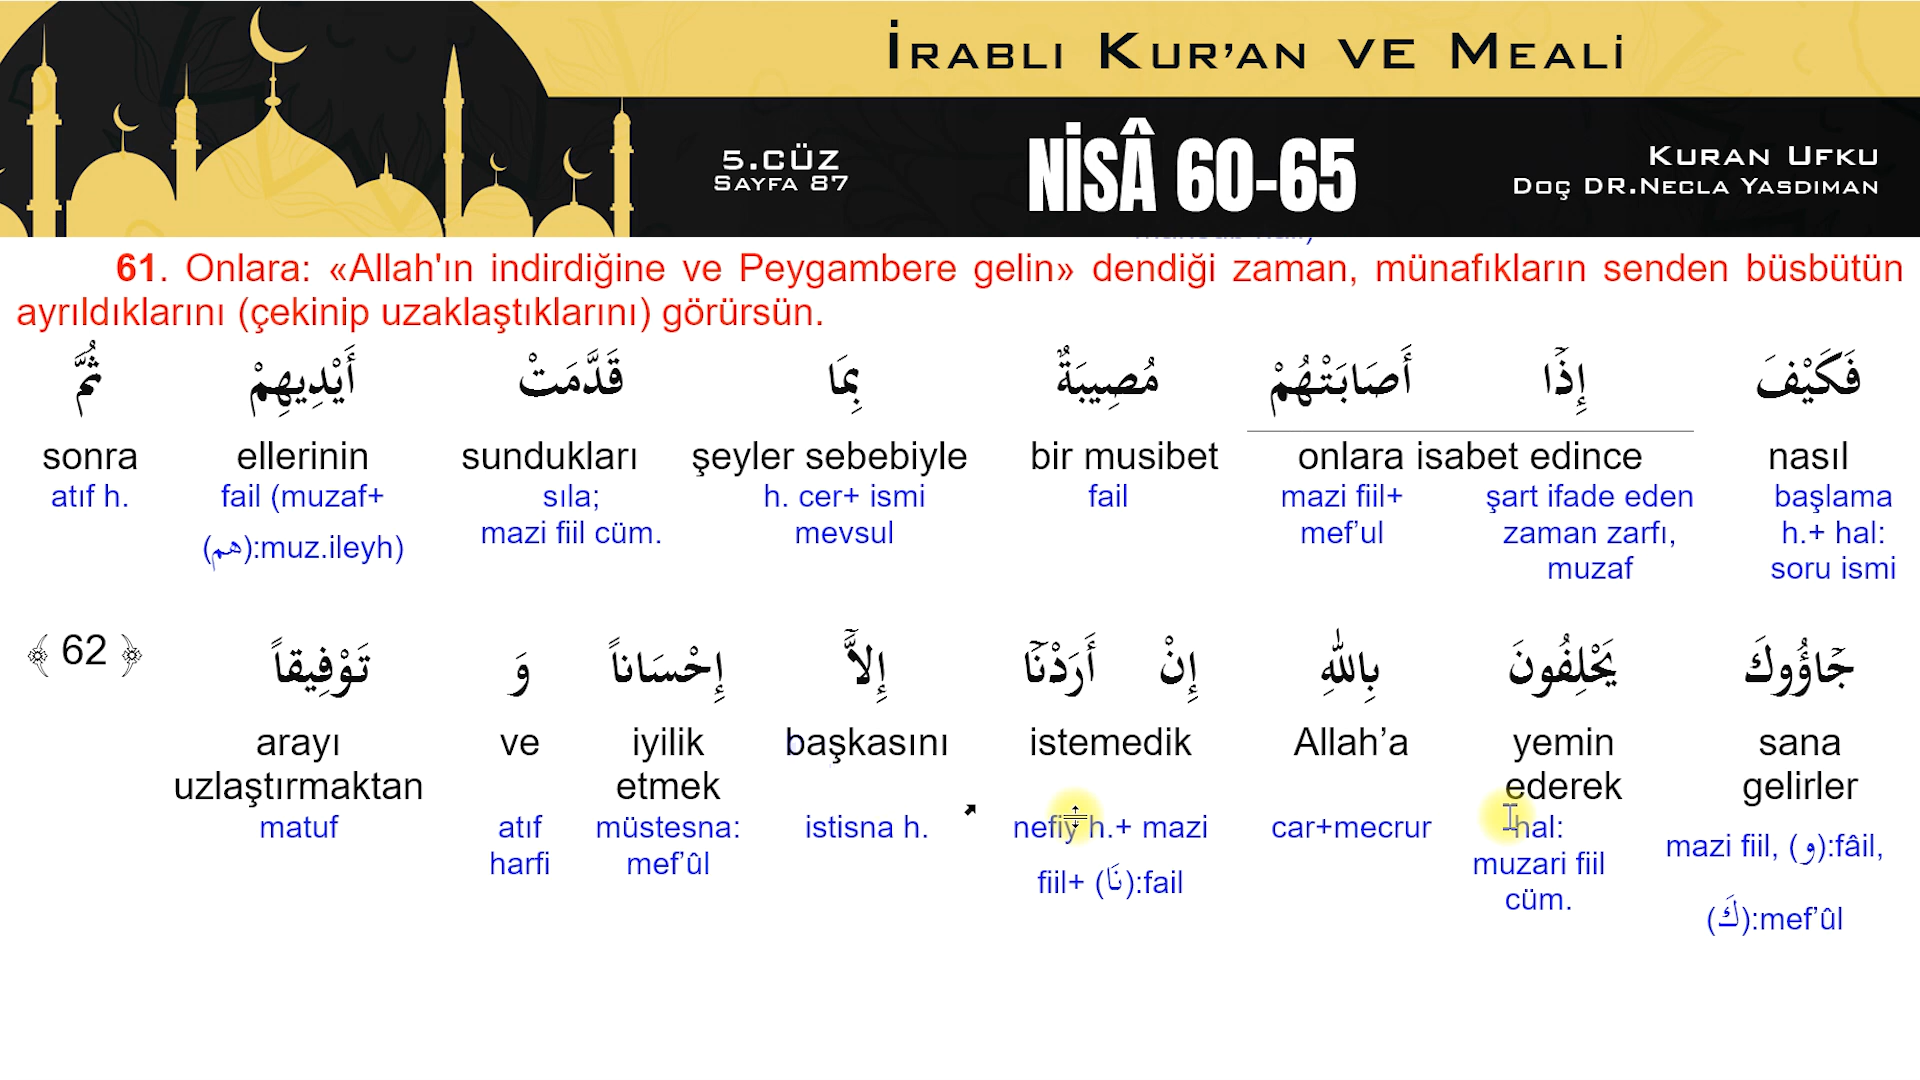 İRABLI KUR'AN VE MEALİ
5.CÜZ
SAYFA 87
NİSÂ 60-65
KURAN UFKU
DOÇ DR.NECLA YASDIMAN
61. Onlara: «Allah'ın indirdiğine ve Peygambere gelin» dendiği zaman, münafıkların senden büsbütün
ayrıldıklarını (çekinip uzaklaştıklarını) görürsün.
فَكَيْفَ إِذَٓا أَصَابَتْهُمْ مُصِيبَةٌ بِمَا قَدَّمَتْ أَيْدِيهِمْ ثُمَّ
sonra ellerinin sundukları şeyler sebebiyle bir musibet onlara isabet edince nasıl
atıf h. fail (muzaf+ sıla; h. cer+ ismi fail mazi fiil+ şart ifade eden başlama
(هم):muz.ileyh) mazi fiil cüm. mevsul mef’ul zaman zarfı, h.+ hal:
muzaf soru ismi
جَٓاؤُوكَ يَحْلِفُونَ بِاللّٰهِ إِنْ أَرَدْنَٓا إِلآَّ إِحْسَاناً وَ تَوْفِيقاً ﴿62﴾
arayı ve iyilik başkasını istemedik Allah’a yemin sana
uzlaştırmaktan etmek ederek gelirler
matuf atıf müstesna: istisna h. nefiy h.+ mazi car+mecrur hal: mazi fiil, (و):fâil,
harfi mef’ûl fiil+ (نَا):fail muzari fiil
cüm. (كَ):mef’ûl